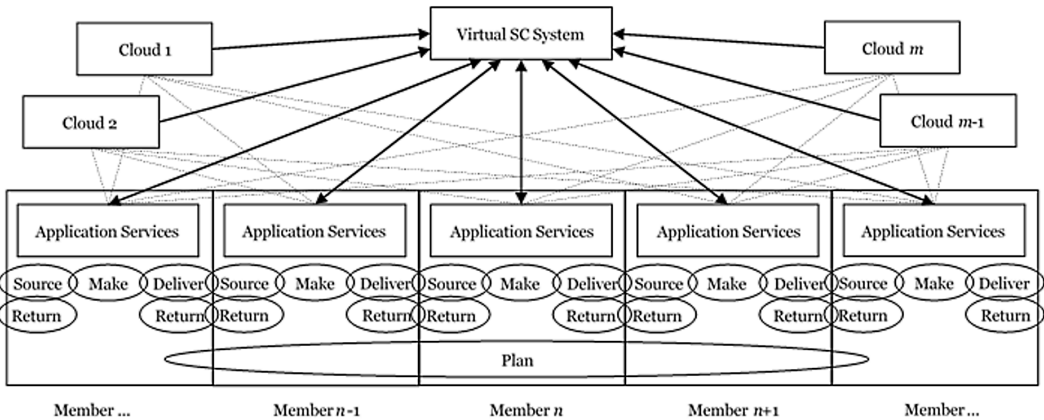 Cloud 1
Virtual SC System
Cloud m
Cloud 2
Cloud m-1
Application Services
Application Services
Application Services
Application Services
Application Services
Source Make Deliver Source Make Deliver Source Make Deliver Source Make Deliver Source Make Deliver
Return Return Return Return Return Return Return Return Return Return
Plan
Member ... Member n-1 Member n Member n+1 Member...